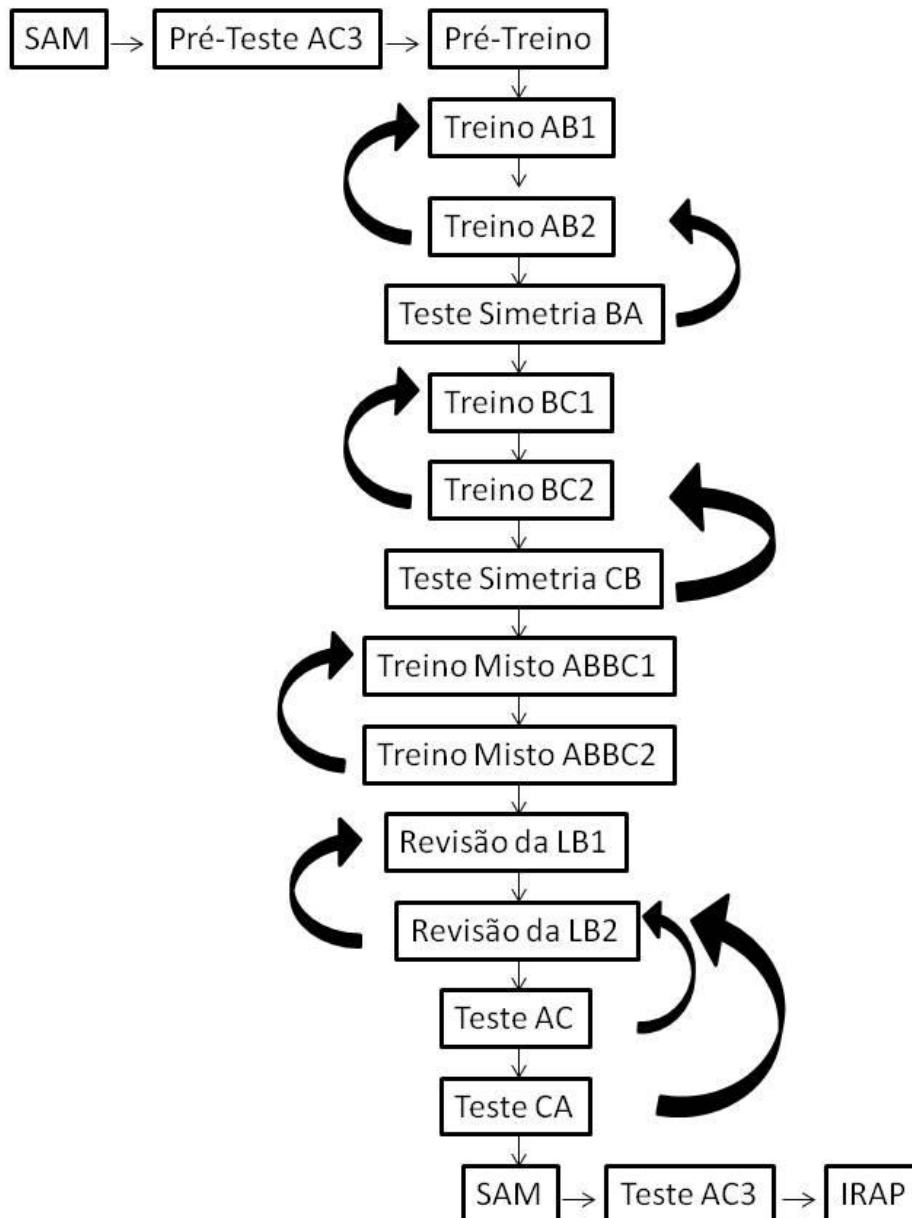 SAM
Pré-Teste AC3
Pré-Treino
Treino AB1
Treino AB2
Teste Simetria BA
Treino BC1
Treino BC2
Teste Simetria CB
Treino Misto ABBC1
Treino Misto ABBC2
Revisão da LB1
Revisão da LB2
Teste AC
Teste CA
SAM
Teste AC3
IRAP